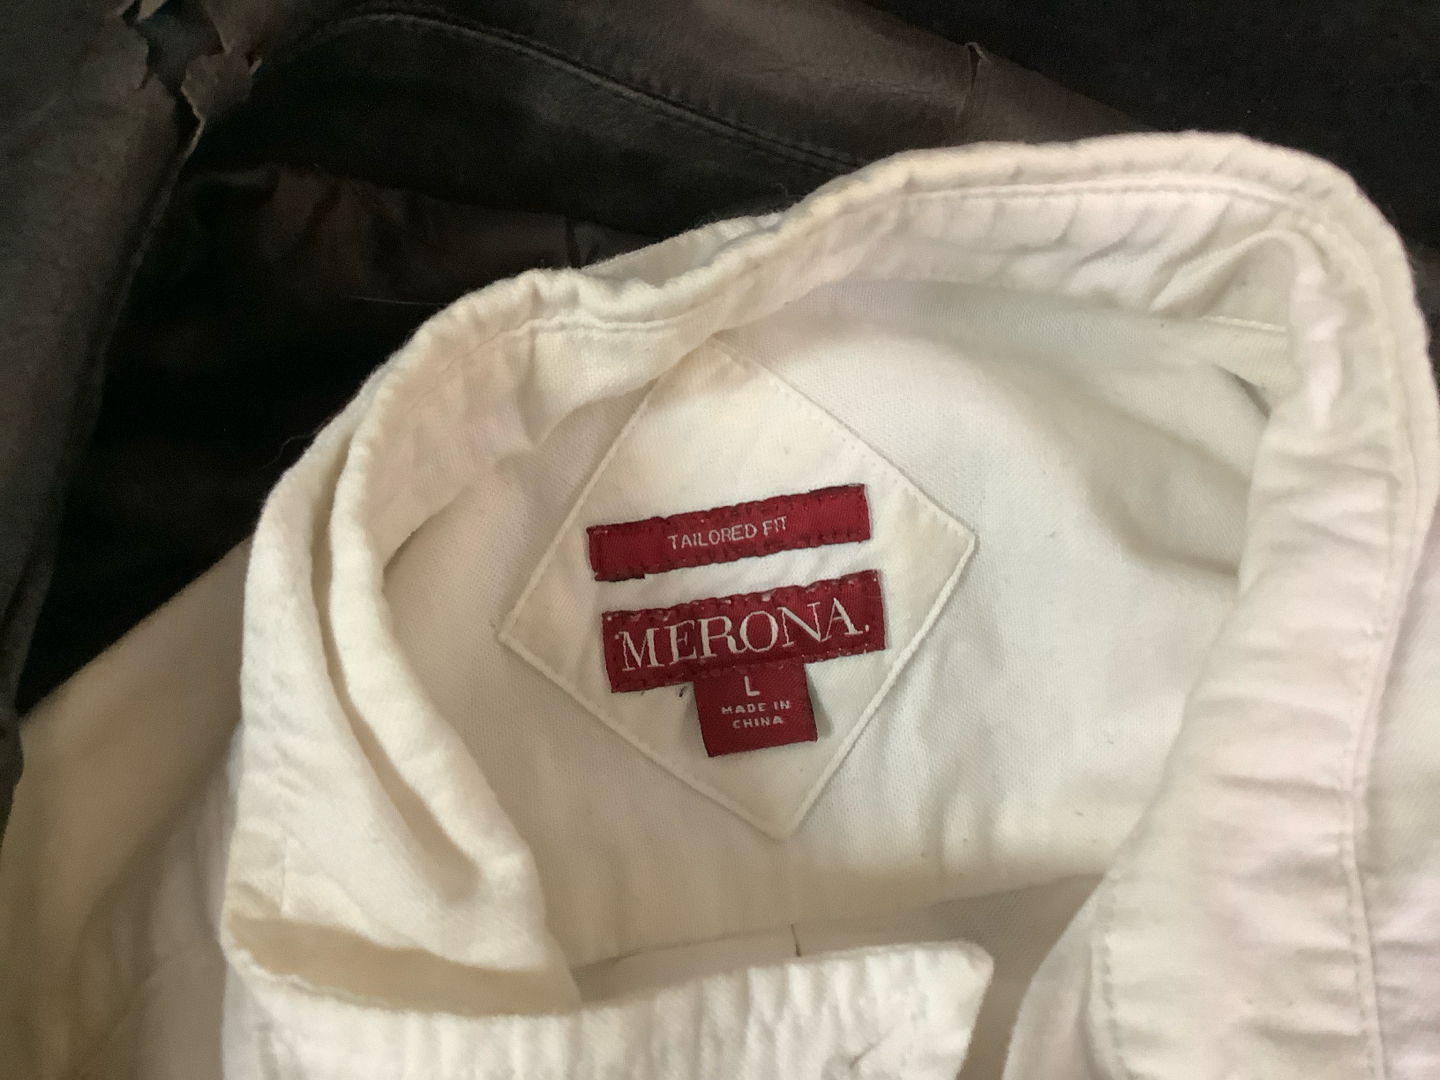 TAILORED FIT
MERONA.
L
MADE IN
CHINA